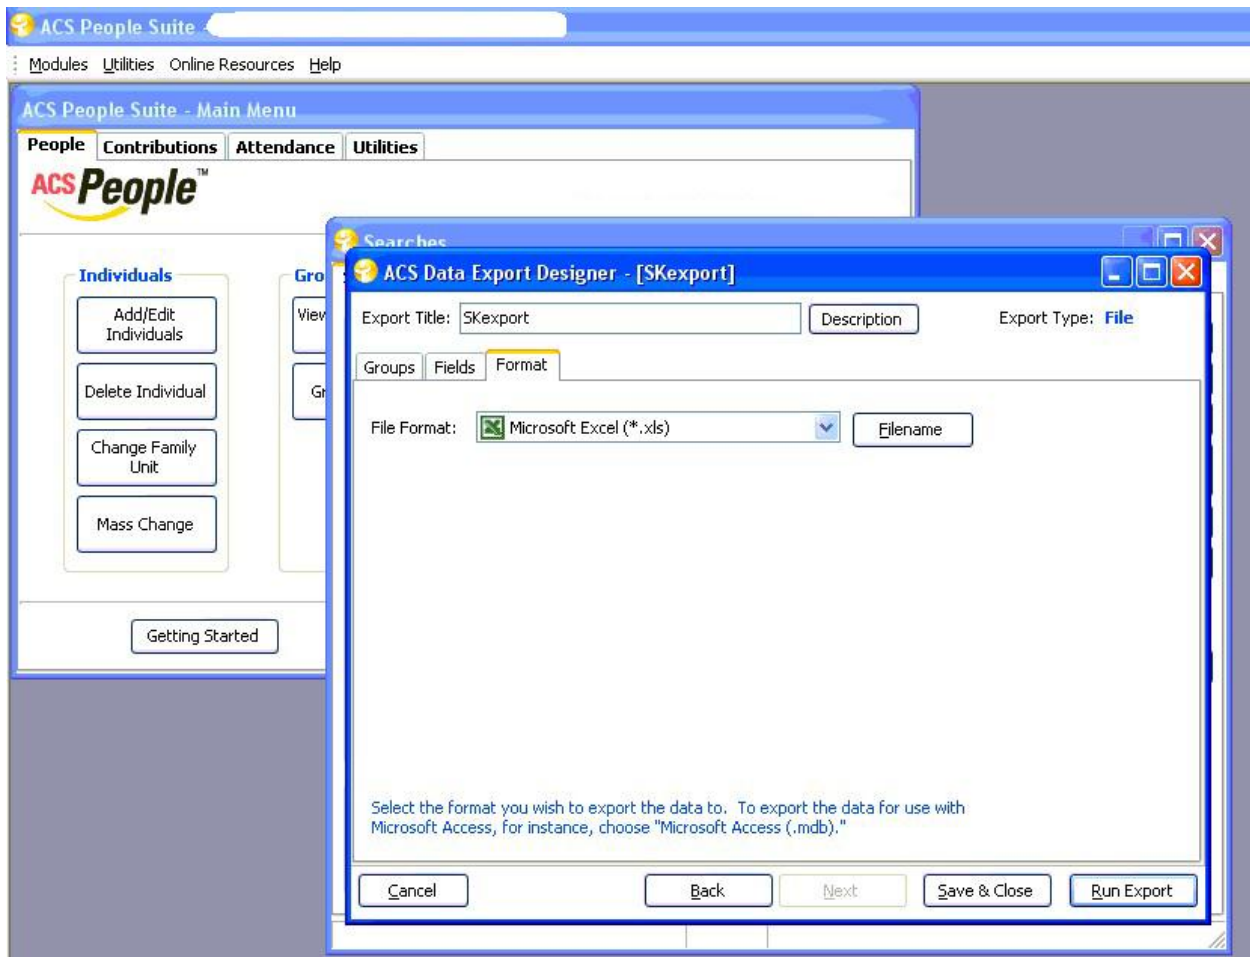 ACS People Suite -
Modules Utilities Online Resources Help
ACS People Suite - Main Menu
People Contributions Attendance Utilities
ACS People™
Searches
Individuals
Add/Edit Individuals
Delete Individual
Change Family Unit
Mass Change
Getting Started
Gro
View
Gr
ACS Data Export Designer - [SKexport]
Export Title: SKexport Description Export Type: File
Groups Fields Format
File Format: Microsoft Excel (*.xls) Filename
Select the format you wish to export the data to. To export the data for use with
Microsoft Access, for instance, choose "Microsoft Access (.mdb)."
Cancel Back Next Save & Close Run Export